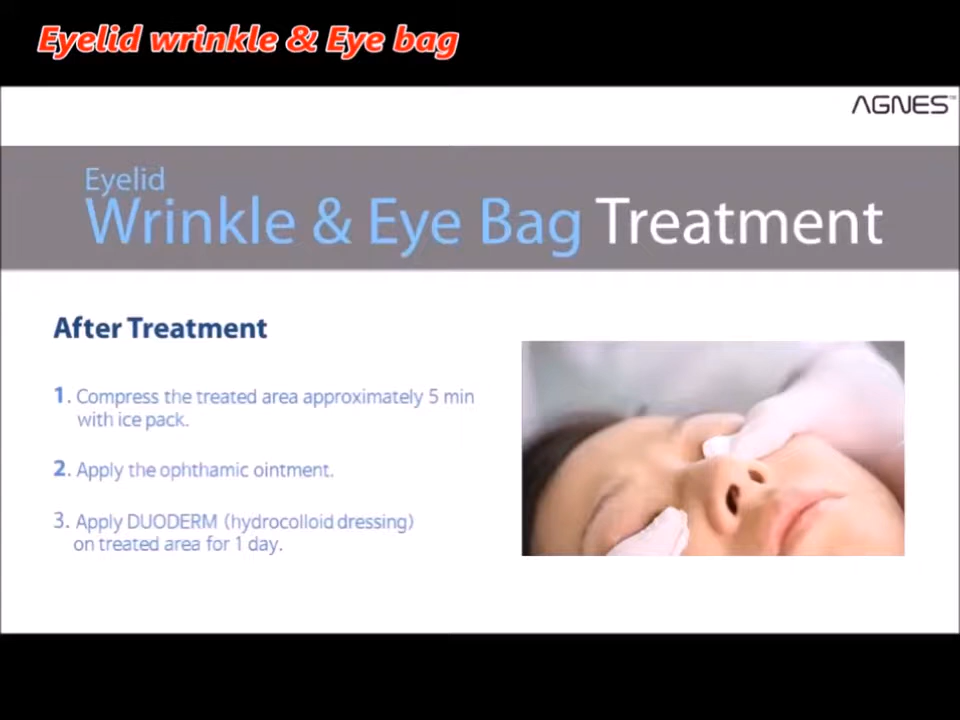 Eyelid wrinkle & Eye bag
AGNES™
Eyelid
Wrinkle & Eye Bag Treatment
After Treatment
1. Compress the treated area approximately 5 min
with ice pack.
2. Apply the ophthamic ointment.
3. Apply DUODERM (hydrocolloid dressing)
on treated area for 1 day.